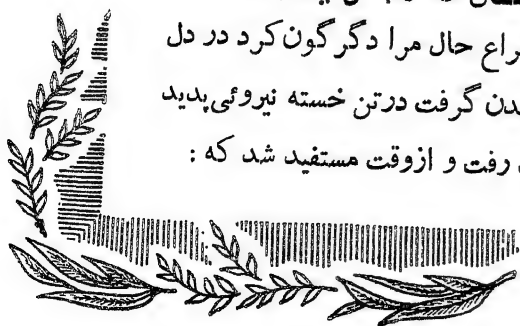 راع حال مرا دگرگون کرد در دل
دن گرفت درتن خسته نیروئی پدید
رفت و ازوقت مستفید شد که :